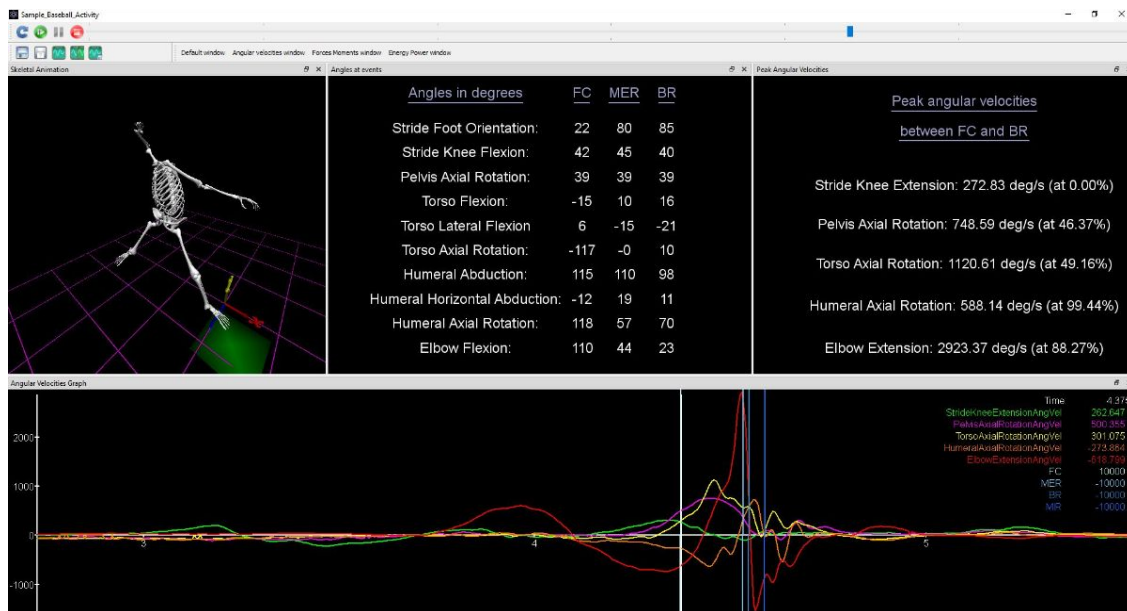 Sample_Baseball_Activity
Default window Angular velocities window Forces Moments window Energy Power window
Skeletal Animation
Angles at events
Peak Angular Velocities
Angles in degrees FC MER BR
Stride Foot Orientation: 22 80 85
Stride Knee Flexion: 42 45 40
Pelvis Axial Rotation: 39 39 39
Torso Flexion: -15 10 16
Torso Lateral Flexion 6 -15 -21
Torso Axial Rotation: -117 -0 10
Humeral Abduction: 115 110 98
Humeral Horizontal Abduction: -12 19 11
Humeral Axial Rotation: 118 57 70
Elbow Flexion: 110 44 23
Peak angular velocities
between FC and BR
Stride Knee Extension: 272.83 deg/s (at 0.00%)
Pelvis Axial Rotation: 748.59 deg/s (at 46.37%)
Torso Axial Rotation: 1120.61 deg/s (at 49.16%)
Humeral Axial Rotation: 588.14 deg/s (at 99.44%)
Elbow Extension: 2923.37 deg/s (at 88.27%)
Angular Velocities Graph
Time 4.375
StrideKneeExtensionAngVel 262.647
PelvisAxialRotationAngVel 500.355
TorsoAxialRotationAngVel 301.075
HumeralAxialRotationAngVel -273.864
ElbowExtensionAngVel
FC 10000
MER -10000
BR -10000
MIR -10000
2000
1000
0
-1000
3 4 5